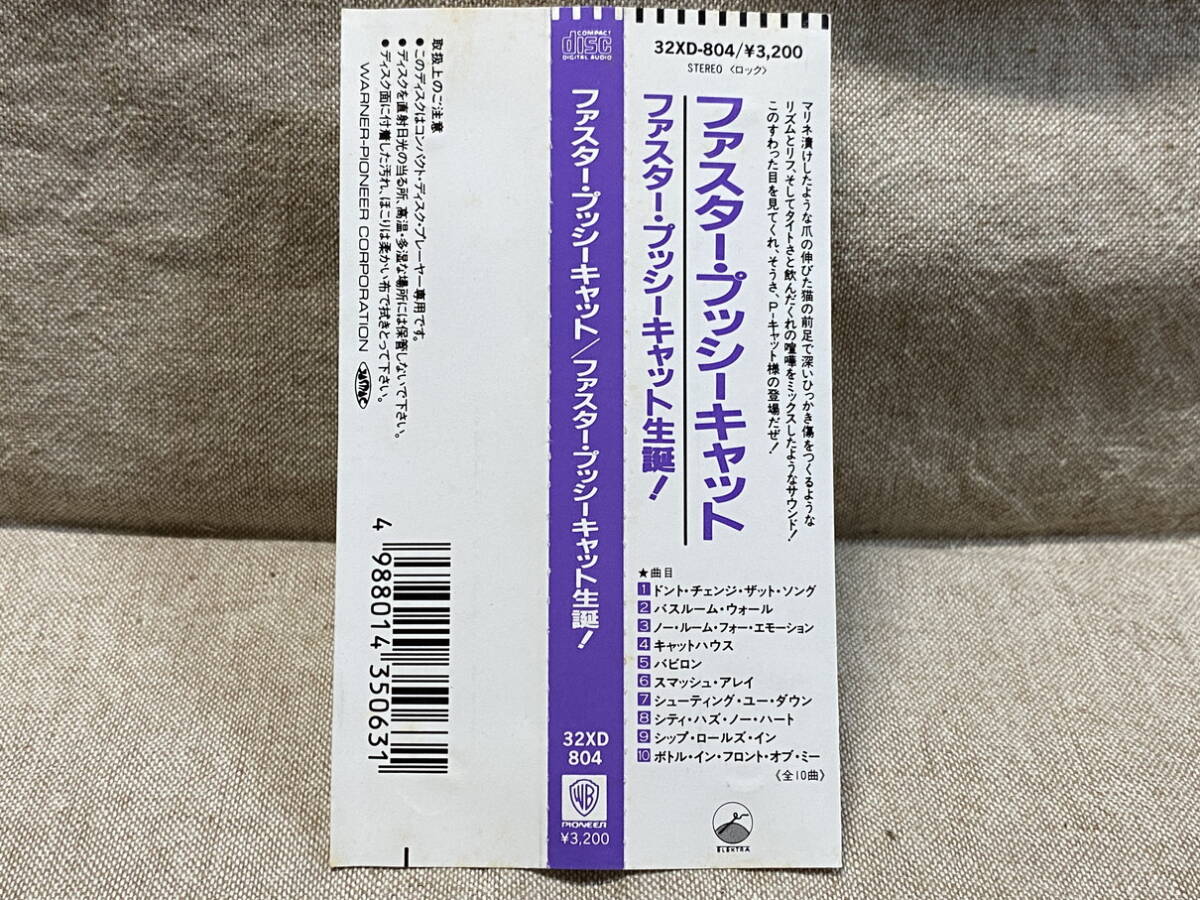 32XD-804/¥3,200
STEREO〈ロック〉
マリネ漬けしたような爪の伸びた猫の前足で深いひっかき傷をつくるような
リズムとリフ、そしてタイトさと飲んだくれの喧嘩をミックスしたようなサウンド!
このすわった目を見てくれ、そうさ、P-キャット様の登場だぜ!
ファスター・プッシーキャット
ファスター・プッシーキャット生誕!
★曲目
1 ドント・チェンジ・ザット・ソング
2 バスルーム・ウォール
3 ノー・ルーム・フォー・エモーション
4 キャットハウス
5 バビロン
6 スマッシュ・アレイ
7 シューティング・ユー・ダウン
8 シティ・ハズ・ノー・ハート
9 シップ・ロールズ・イン
10 ボトル・イン・フロント・オブ・ミー
〈全10曲〉
ELEKTRA
COMPACT
disc
DIGITAL AUDIO
ファスター・プッシーキャット/ファスター・プッシーキャット生誕!
32XD
804
WB
PIONEER
¥3,200
取扱上のご注意
●このディスクはコンパクト・ディスク・プレーヤー専用です。
●ディスクを直射日光の当る所、高温・多湿な場所には保管しないで下さい。
●ディスク面に付着した汚れ、ほこりは柔かい布で拭きとって下さい。
WARNER-PIONEER CORPORATION
4 988014 350631